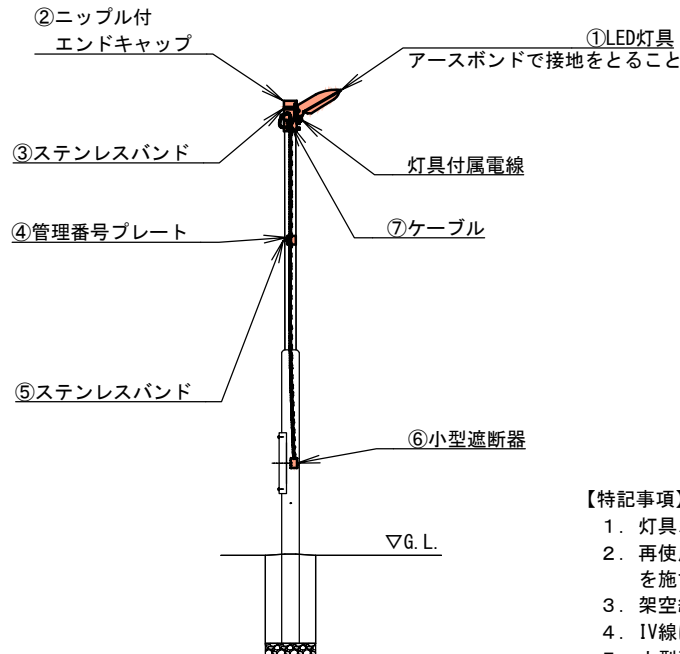 ②ニップル付
エンドキャップ
①LED灯具
アースボンドで接地をとること
③ステンレスバンド
灯具付属電線
④管理番号プレート
⑦ケーブル
⑤ステンレスバンド
⑥小型遮断器
▽G.L.
【特記事項】
1. 灯具
2. 再使
を施
3. 架空
4. IV線